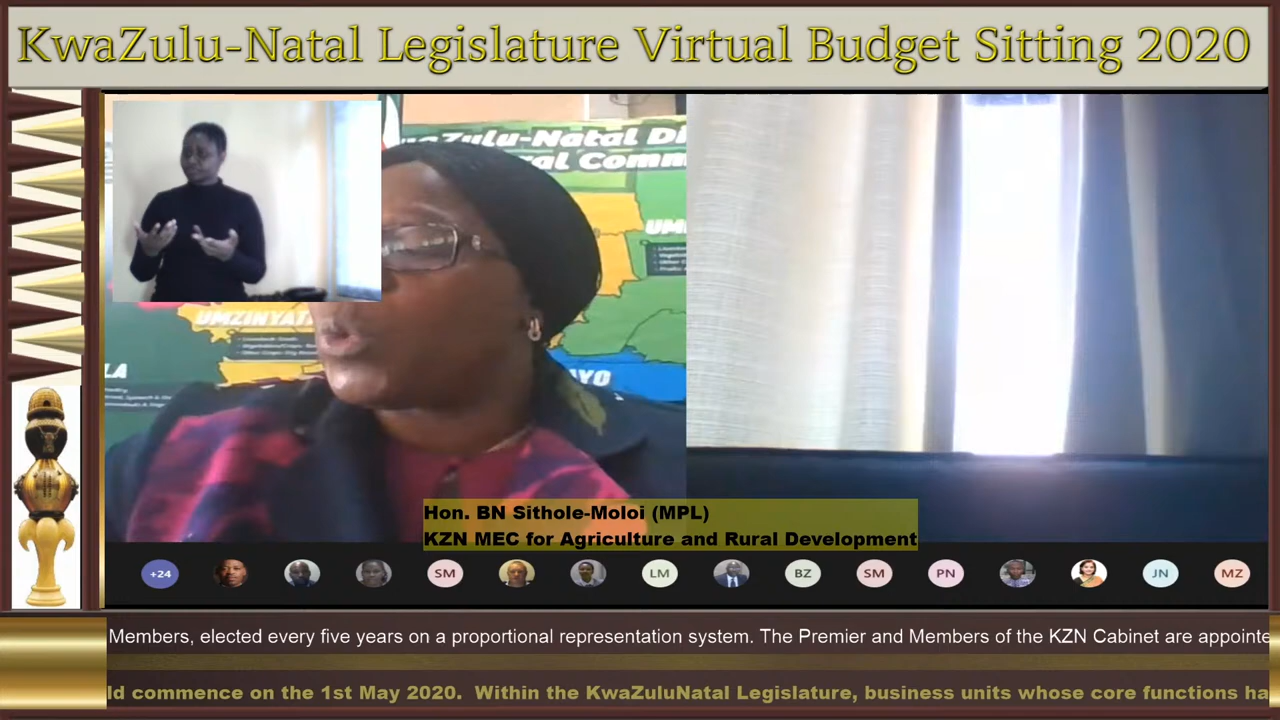 KwaZulu-Natal Legislature Virtual Budget Sitting 2020
Hon. BN Sithole-Moloi (MPL)
KZN MEC for Agriculture and Rural Development
+24
SM
LM
BZ
SM
PN
JN
MZ
Members, elected every five years on a proportional representation system. The Premier and Members of the KZN Cabinet are appointe
ld commence on the 1st May 2020. Within the KwaZuluNatal Legislature, business units whose core functions ha